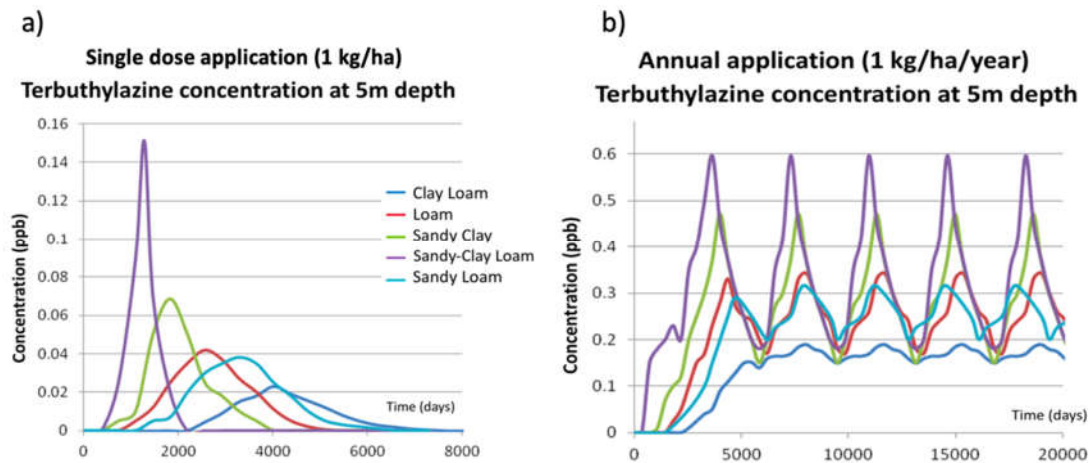 a)
Single dose application (1 kg/ha)
Terbuthylazine concentration at 5m depth
0.16
0.14
0.12
0.1
0.08
0.06
0.04
0.02
0
Concentration (ppb)
Clay Loam
Loam
Sandy Clay
Sandy-Clay Loam
Sandy Loam
Time (days)
0 2000 4000 6000 8000
b)
Annual application (1 kg/ha/year)
Terbuthylazine concentration at 5m depth
0.6
0.5
0.4
0.3
0.2
0.1
0
Concentration (ppb)
Time (days)
0 5000 10000 15000 20000